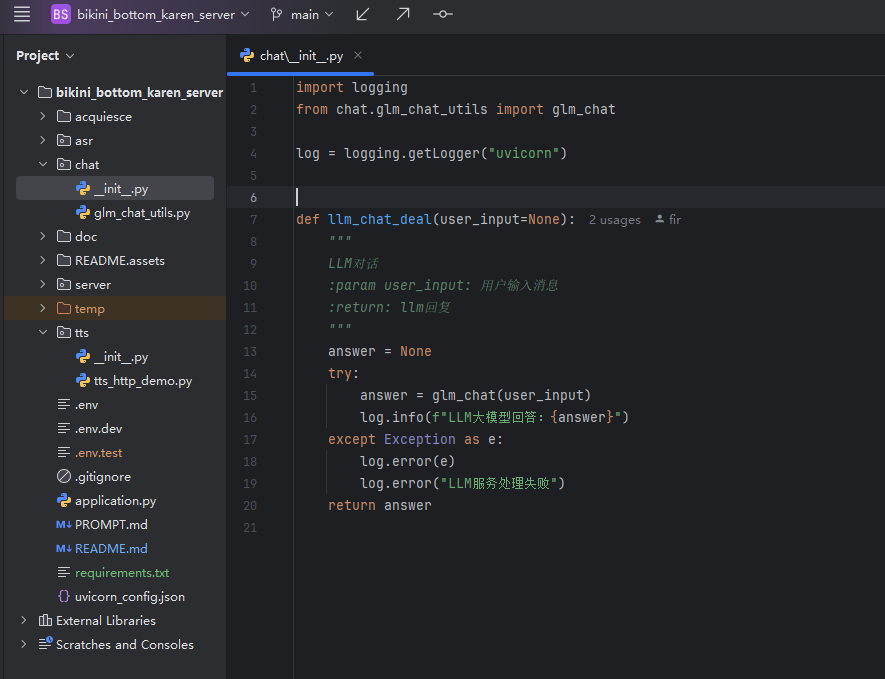 BS bikini_bottom_karen_server main
Project
bikini_bottom_karen_server
acquiesce
asr
chat
__init__.py
glm_chat_utils.py
doc
README.assets
server
temp
tts
__init__.py
tts_http_demo.py
.env
.env.dev
.env.test
.gitignore
application.py
M↓ PROMPT.md
M↓ README.md
requirements.txt
{} uvicorn_config.json
External Libraries
Scratches and Consoles
chat\__init__.py
1 import logging
2 from chat.glm_chat_utils import glm_chat
3
4 log = logging.getLogger("uvicorn")
5
6
7 def llm_chat_deal(user_input=None): 2 usages fir
8 """
9 LLM对话
10 :param user_input: 用户输入消息
11 :return: llm回复
12 """
13 answer = None
14 try:
15 answer = glm_chat(user_input)
16 log.info(f"LLM大模型回答：{answer}")
17 except Exception as e:
18 log.error(e)
19 log.error("LLM服务处理失败")
20 return answer
21